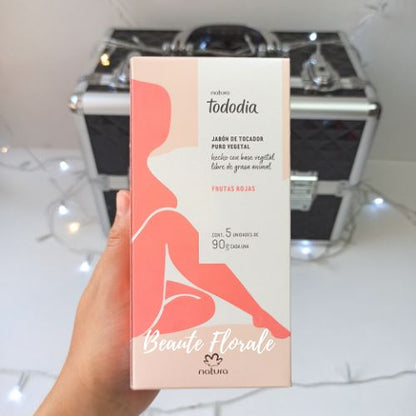 natura
Tododia
JABÓN DE TOCADOR
PURO VEGETAL
hecho con base vegetal,
libre de grasa animal
FRUTAS ROJAS
CONT. 5 UNIDADES DE
90g CADA UNA
Beaute Florale
natura